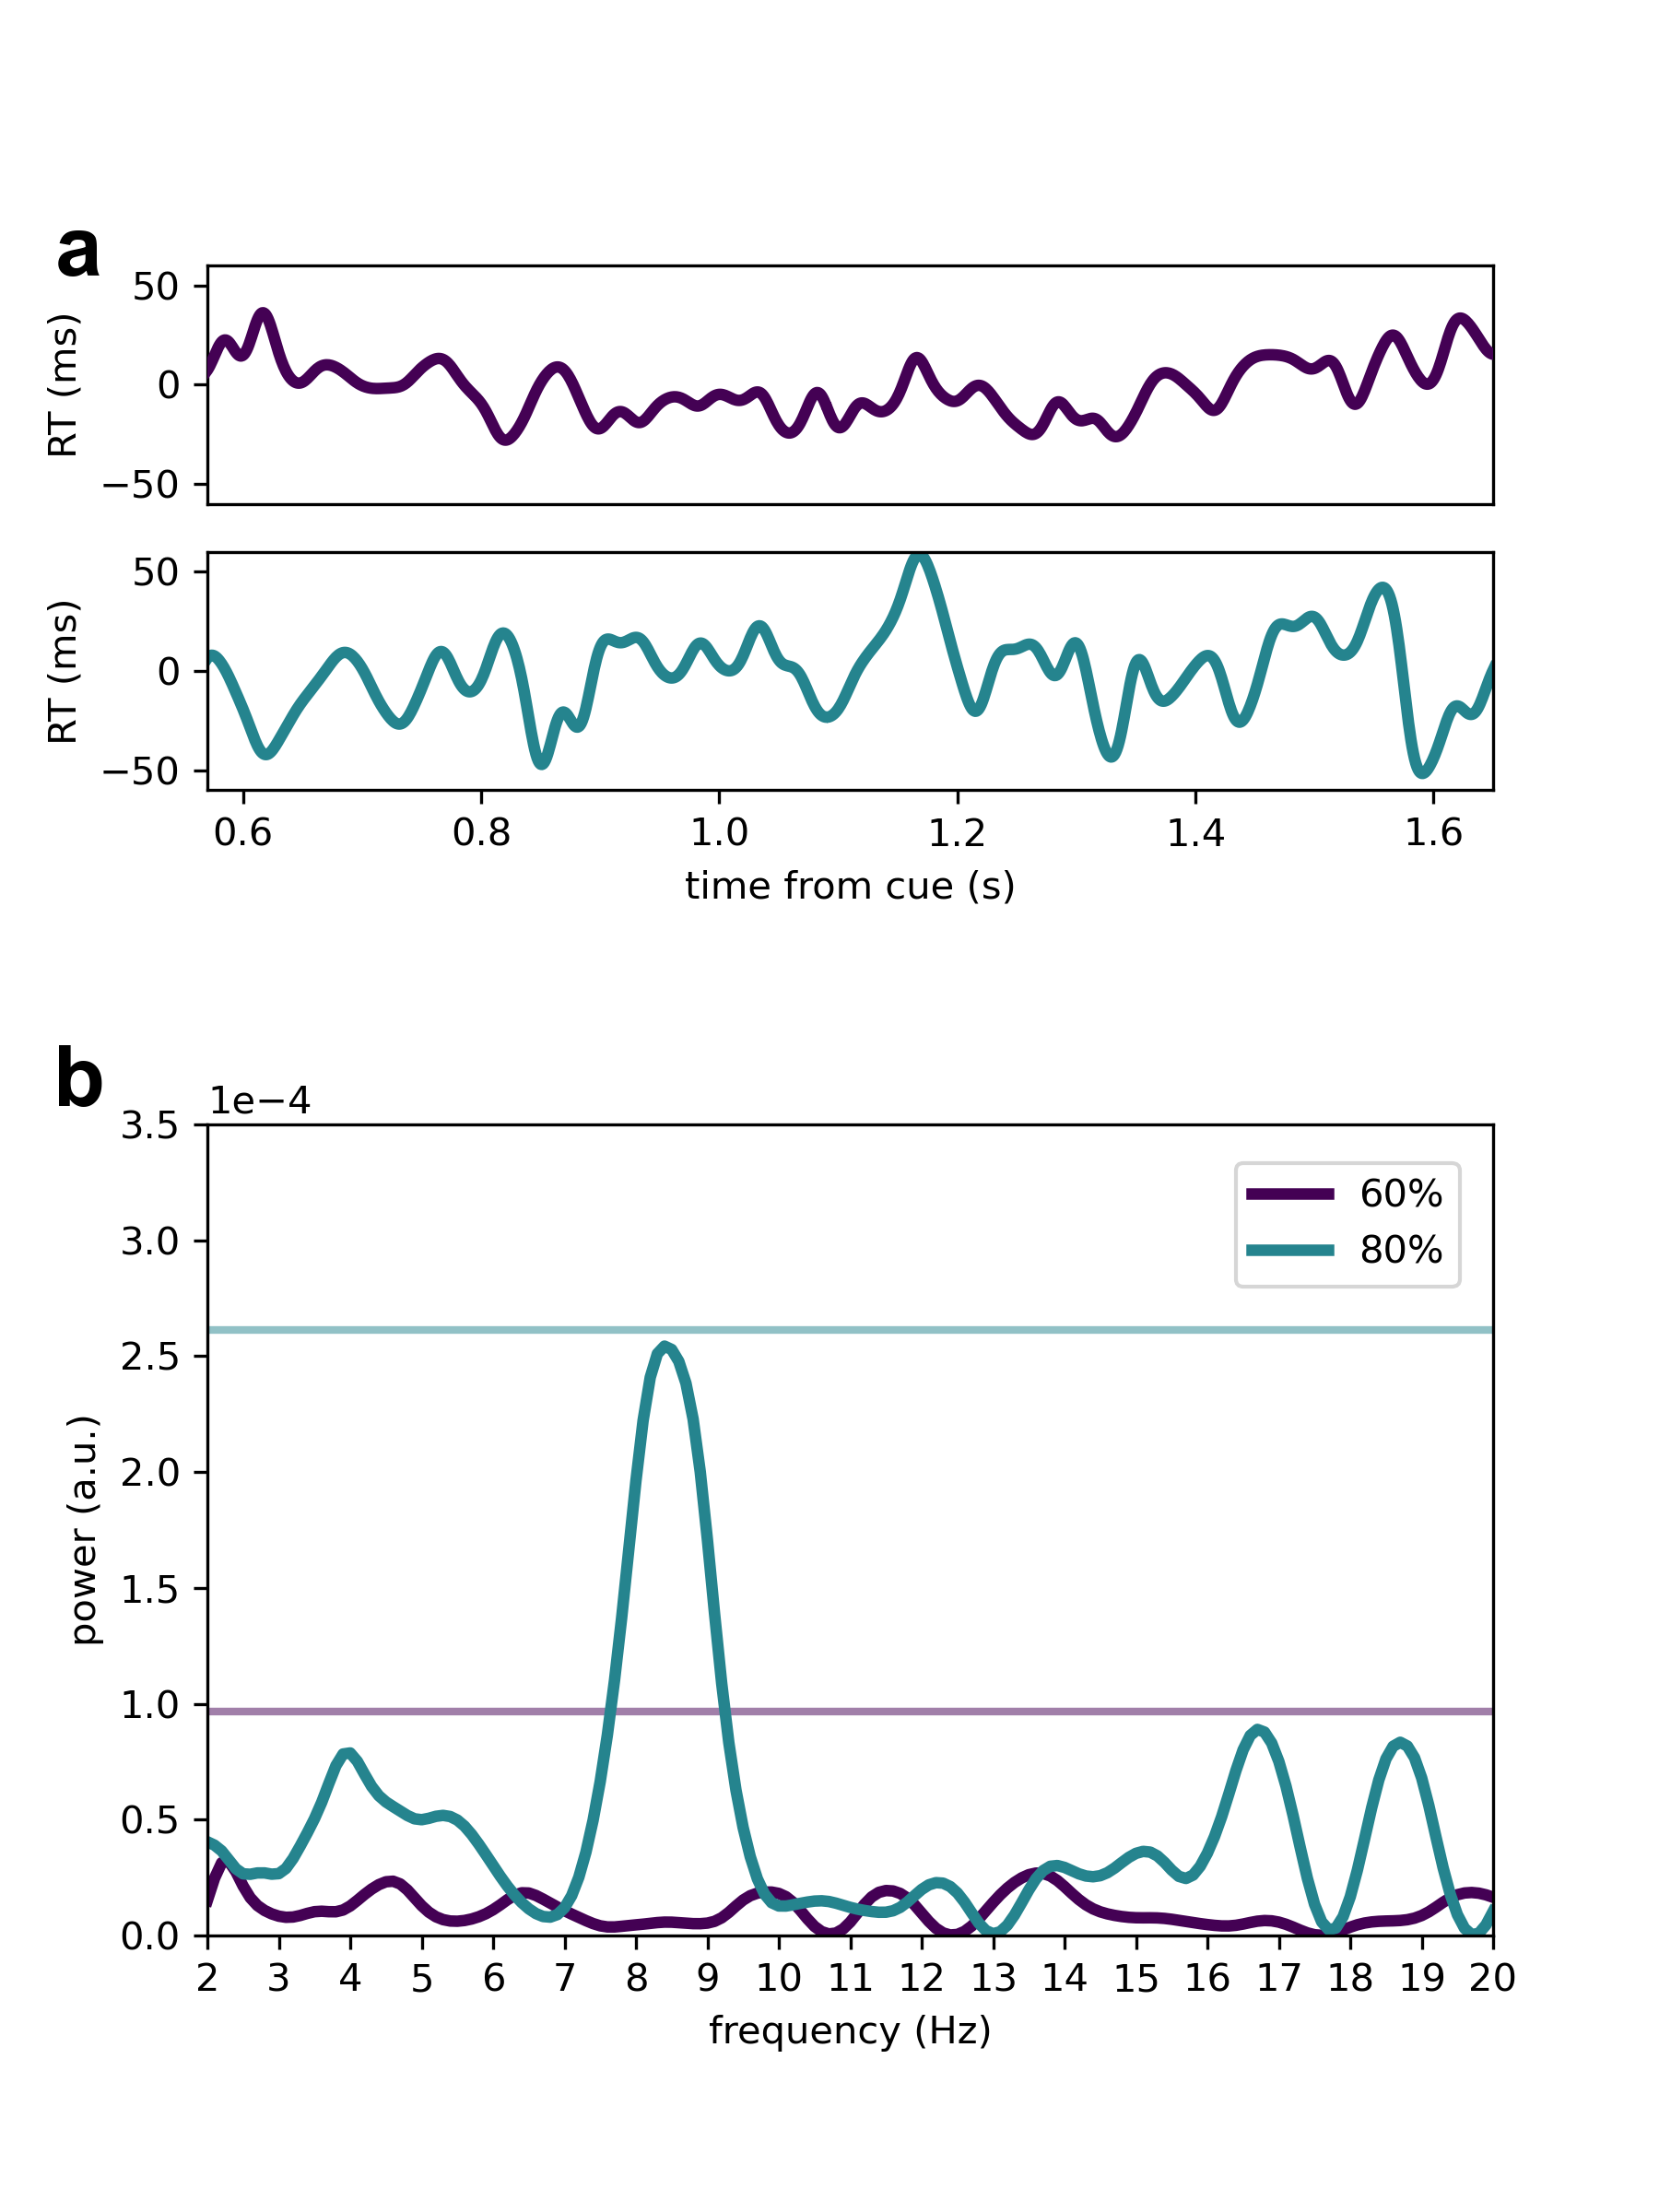 a
50
0
−50
RT (ms)
50
0
−50
RT (ms)
0.6 0.8 1.0 1.2 1.4 1.6
time from cue (s)
b
1e−4
3.5
3.0
2.5
2.0
1.5
1.0
0.5
0.0
power (a.u.)
60%
80%
2 3 4 5 6 7 8 9 10 11 12 13 14 15 16 17 18 19 20
frequency (Hz)